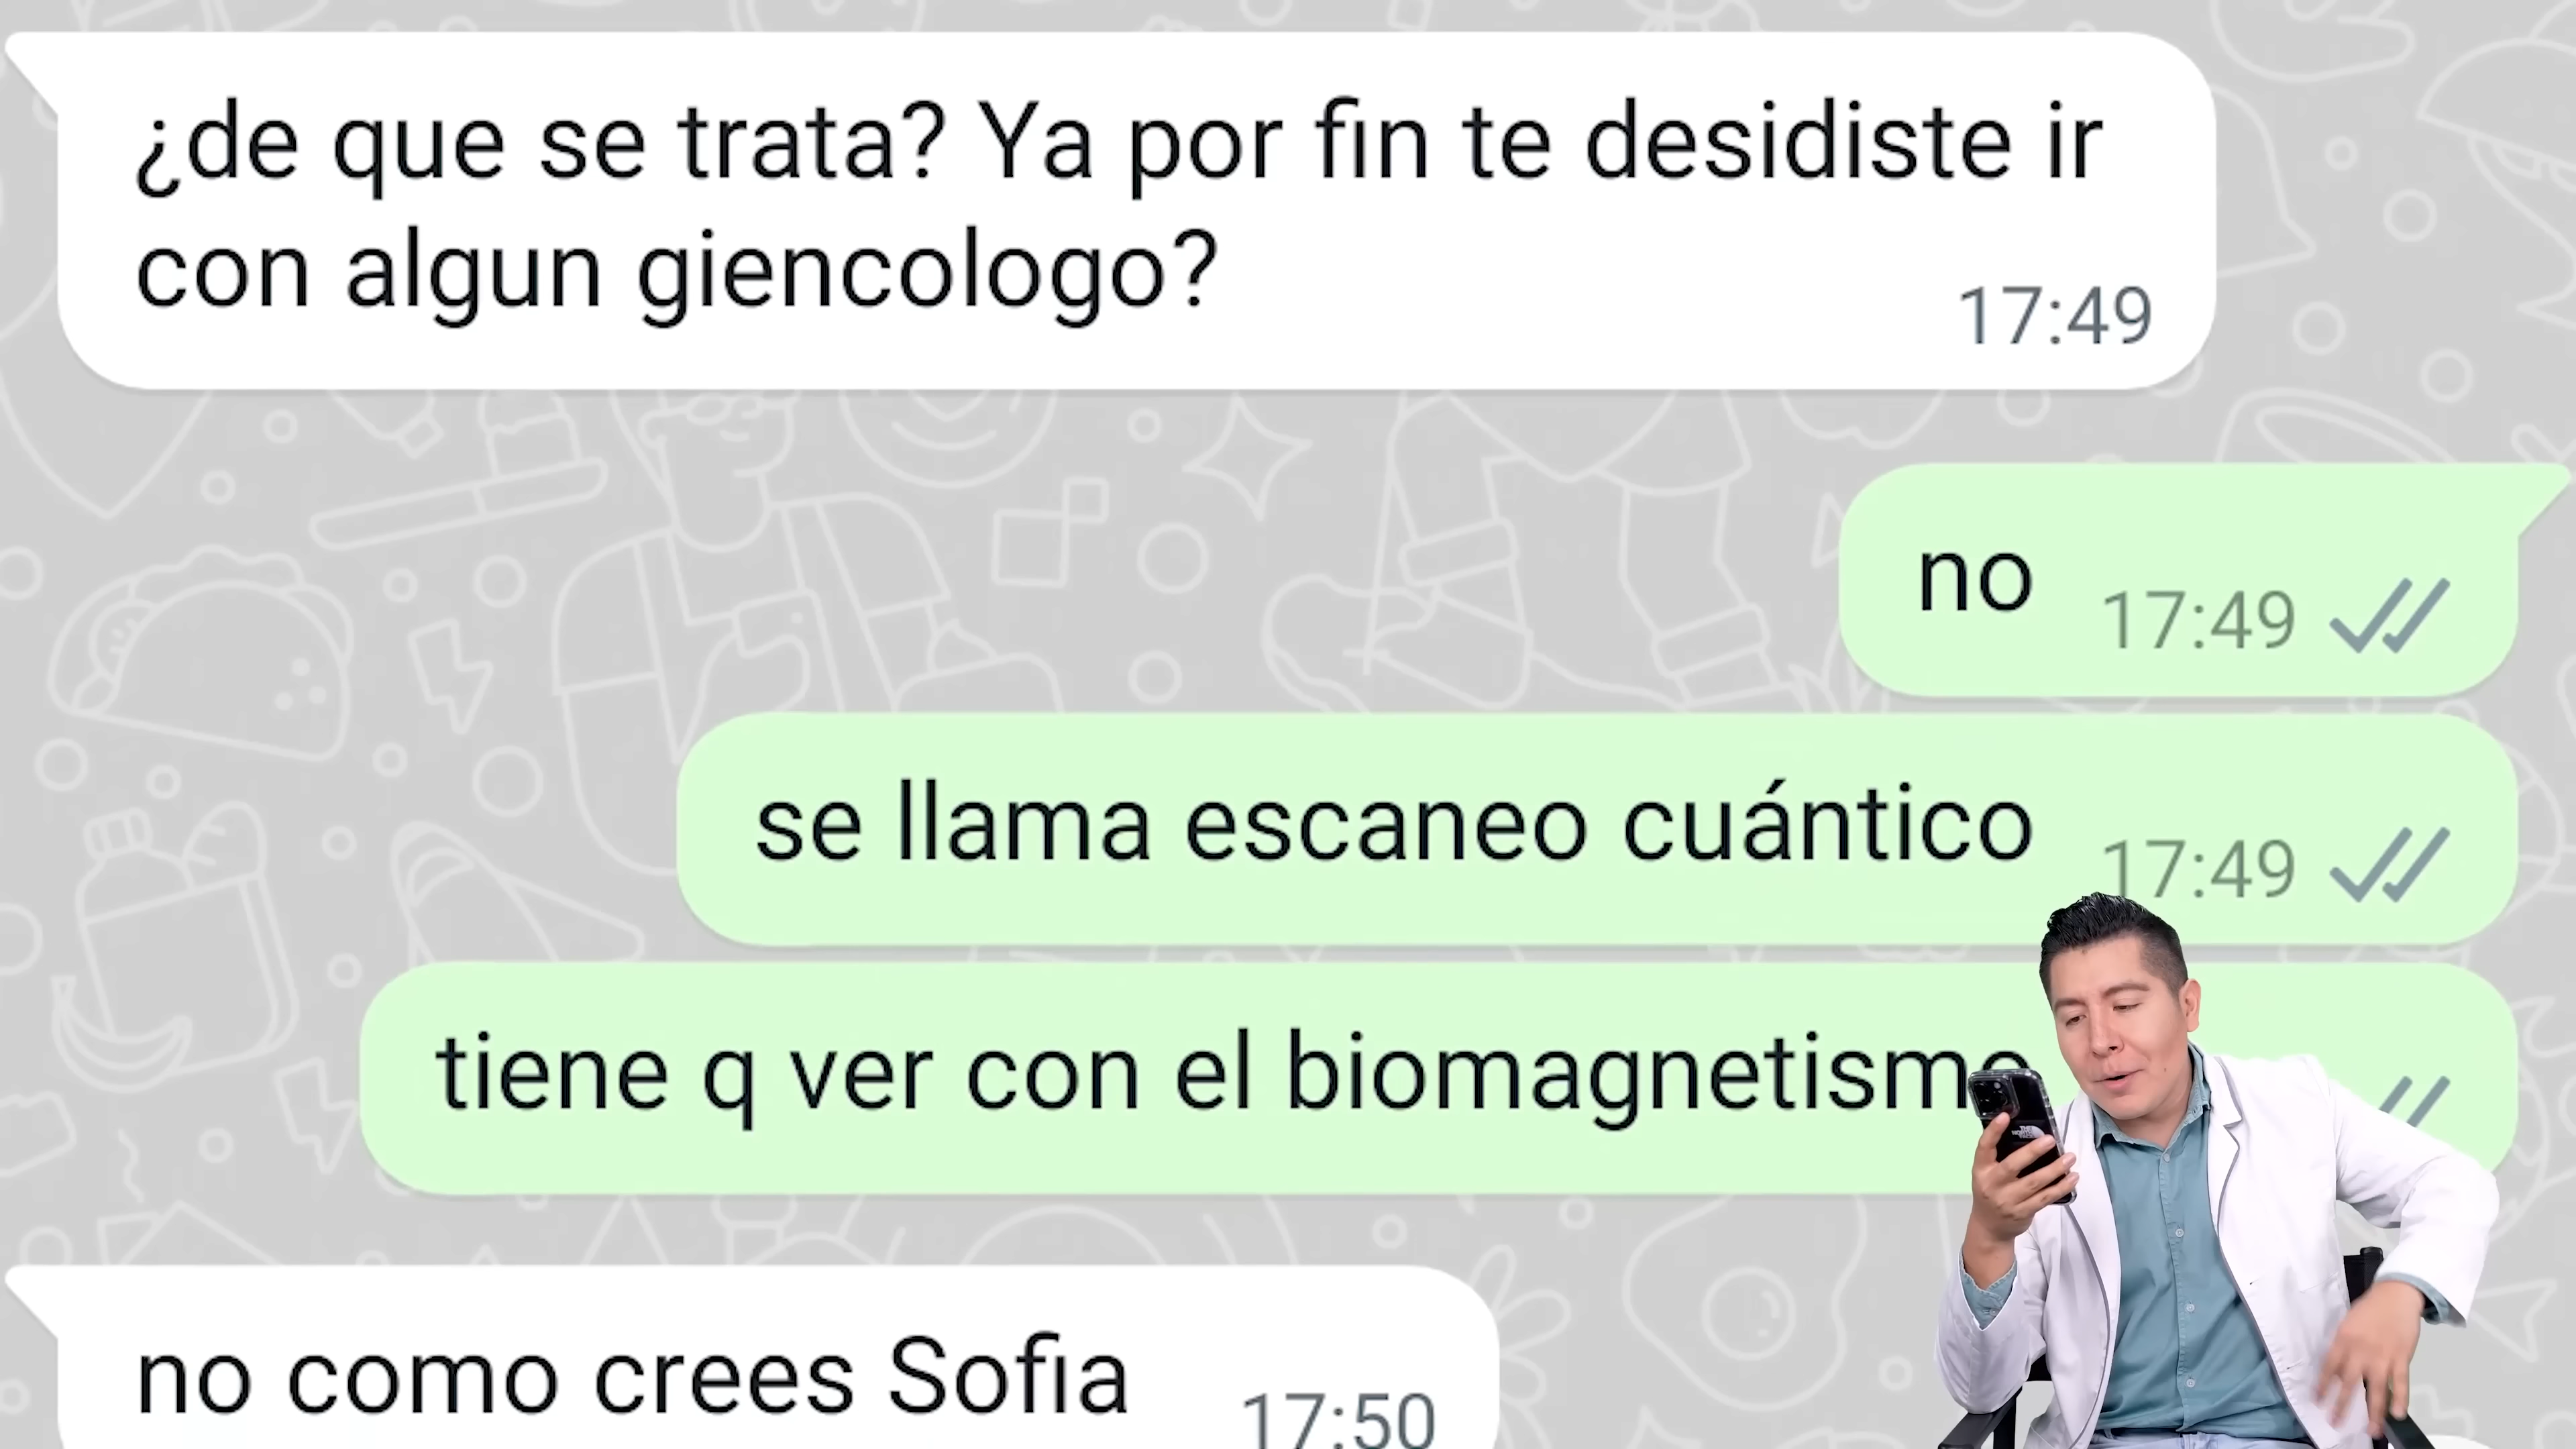 ¿de que se trata? Ya por fin te desidiste ir
con algun giencologo?
17:49
no 17:49
se llama escaneo cuántico 17:49
tiene q ver con el biomagnetismo
no como crees Sofia 17:50